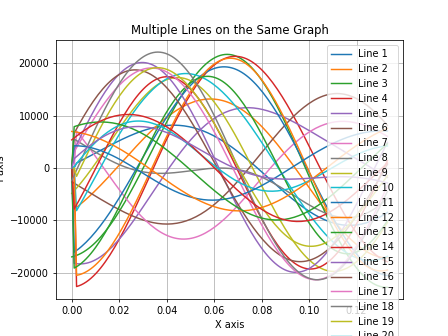 Multiple Lines on the Same Graph
20000
10000
0
−10000
−20000
0.00
0.02
0.04
0.06
0.08
0.10
X axis
Line 1
Line 2
Line 3
Line 4
Line 5
Line 6
Line 7
Line 8
Line 9
Line 10
Line 11
Line 12
Line 13
Line 14
Line 15
Line 16
Line 17
Line 18
Line 19
Line 20